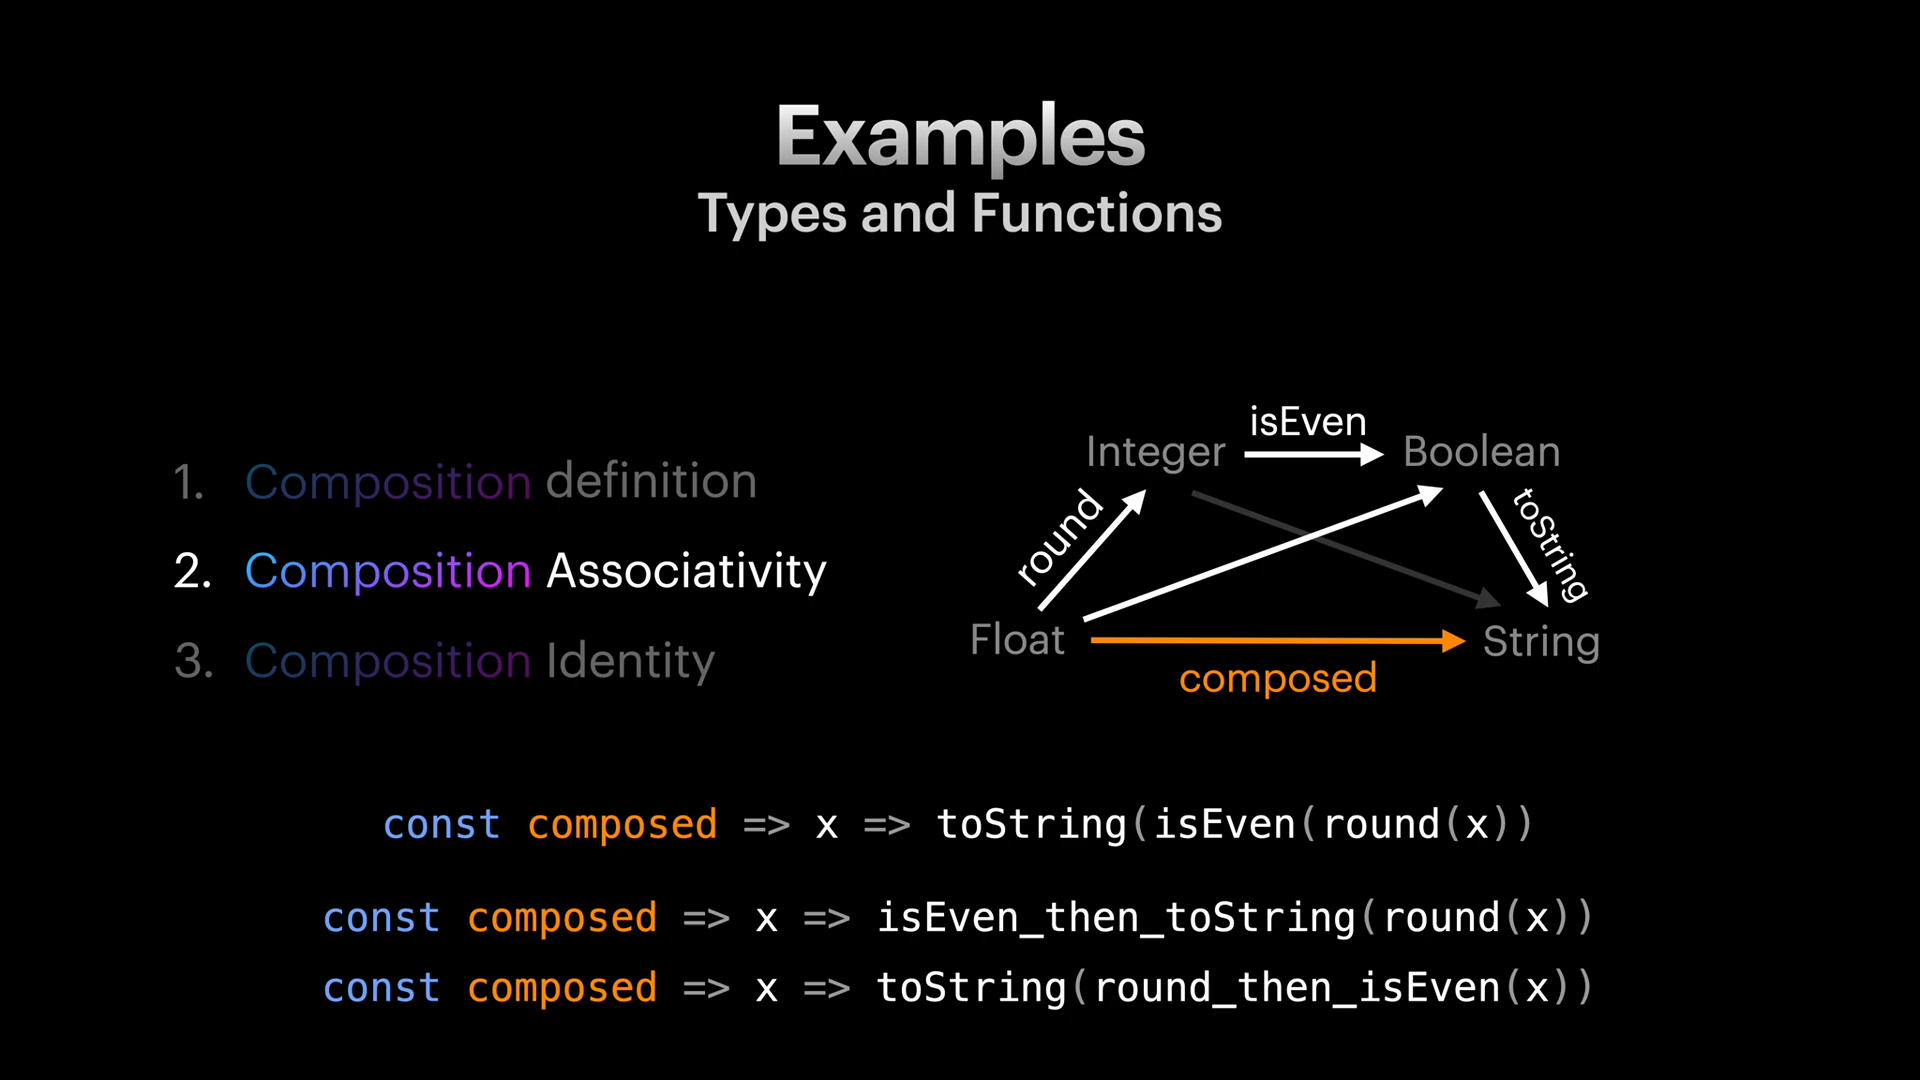 Examples
Types and Functions
1. Composition definition
2. Composition Associativity
3. Composition Identity
isEven
Integer
Boolean
round
toString
Float
String
composed
const composed => x => toString(isEven(round(x))
const composed => x => isEven_then_toString(round(x))
const composed => x => toString(round_then_isEven(x))